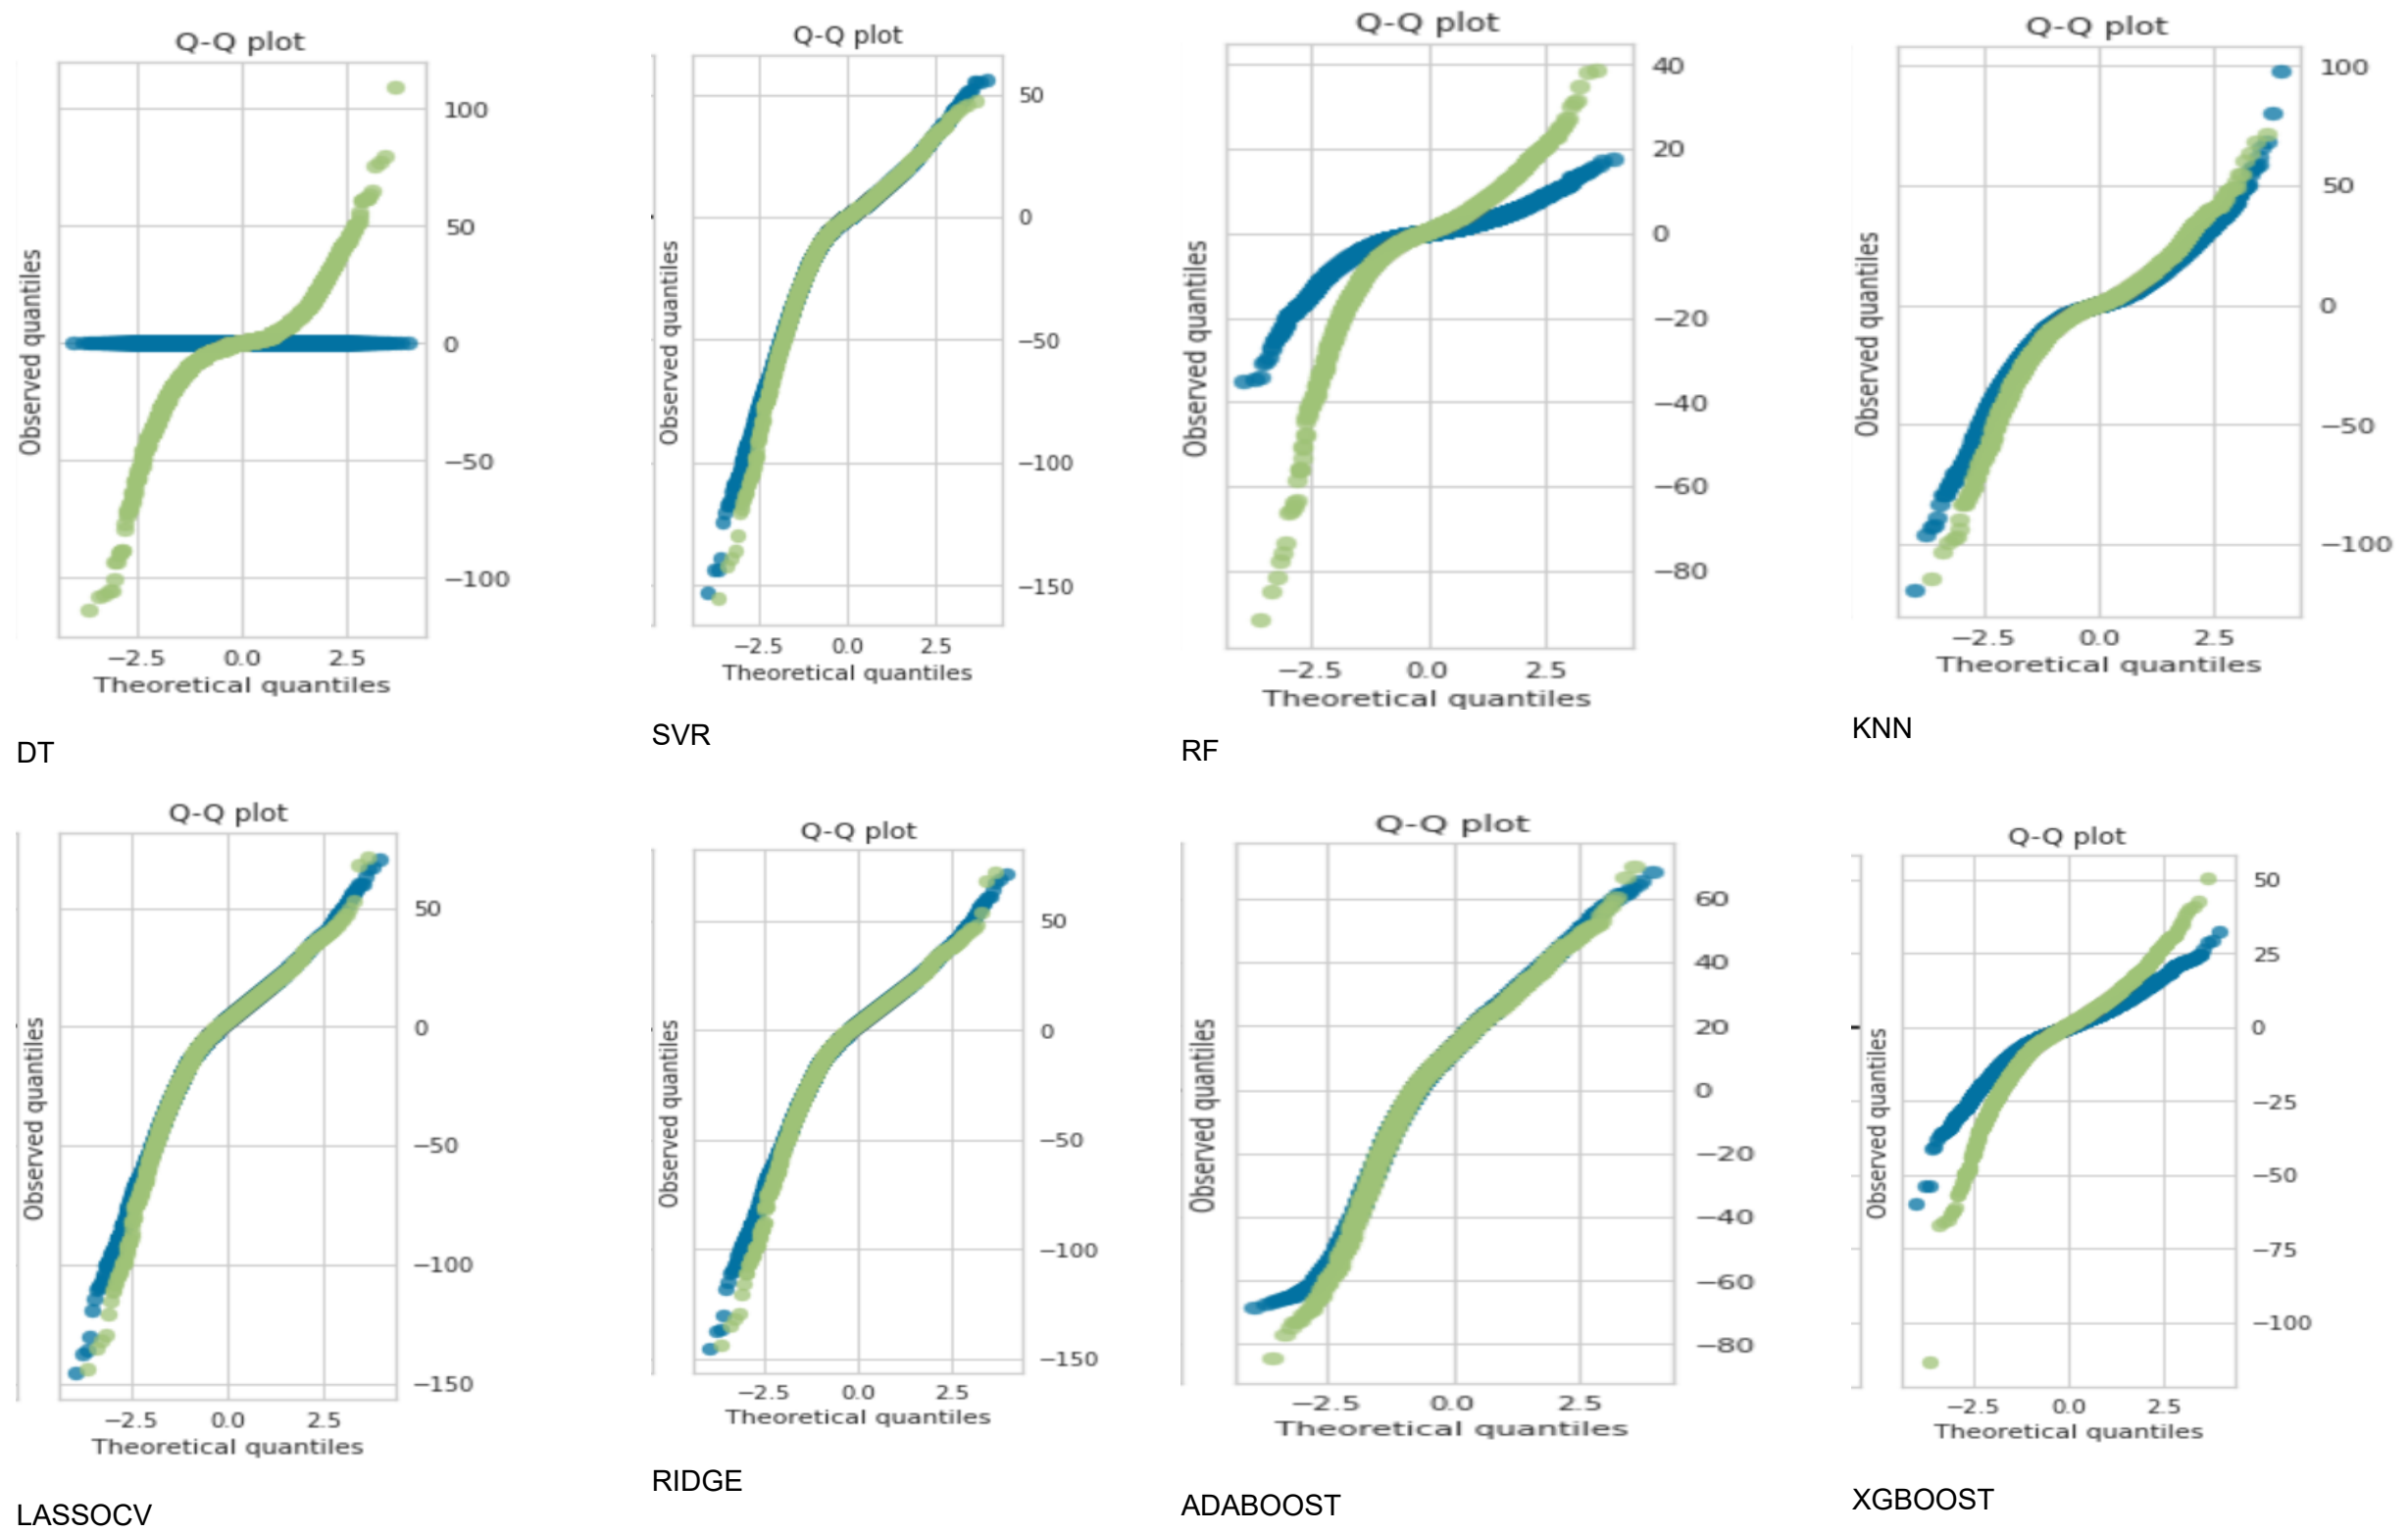 Q-Q plot
Observed quantiles
100
50
0
−50
−100
−2.5 0.0 2.5
Theoretical quantiles
DT
Q-Q plot
Observed quantiles
50
0
−50
−100
−150
−2.5 0.0 2.5
Theoretical quantiles
SVR
Q-Q plot
Observed quantiles
40
20
0
−20
−40
−60
−80
−2.5 0.0 2.5
Theoretical quantiles
RF
Q-Q plot
Observed quantiles
100
50
0
−50
−100
−2.5 0.0 2.5
Theoretical quantiles
KNN
Q-Q plot
Observed quantiles
50
0
−50
−100
−150
−2.5 0.0 2.5
Theoretical quantiles
LASSOCV
Q-Q plot
Observed quantiles
50
0
−50
−100
−150
−2.5 0.0 2.5
Theoretical quantiles
RIDGE
Q-Q plot
Observed quantiles
60
40
20
0
−20
−40
−60
−80
−2.5 0.0 2.5
Theoretical quantiles
ADABOOST
Q-Q plot
Observed quantiles
50
25
0
−25
−50
−75
−100
−2.5 0.0 2.5
Theoretical quantiles
XGBOOST